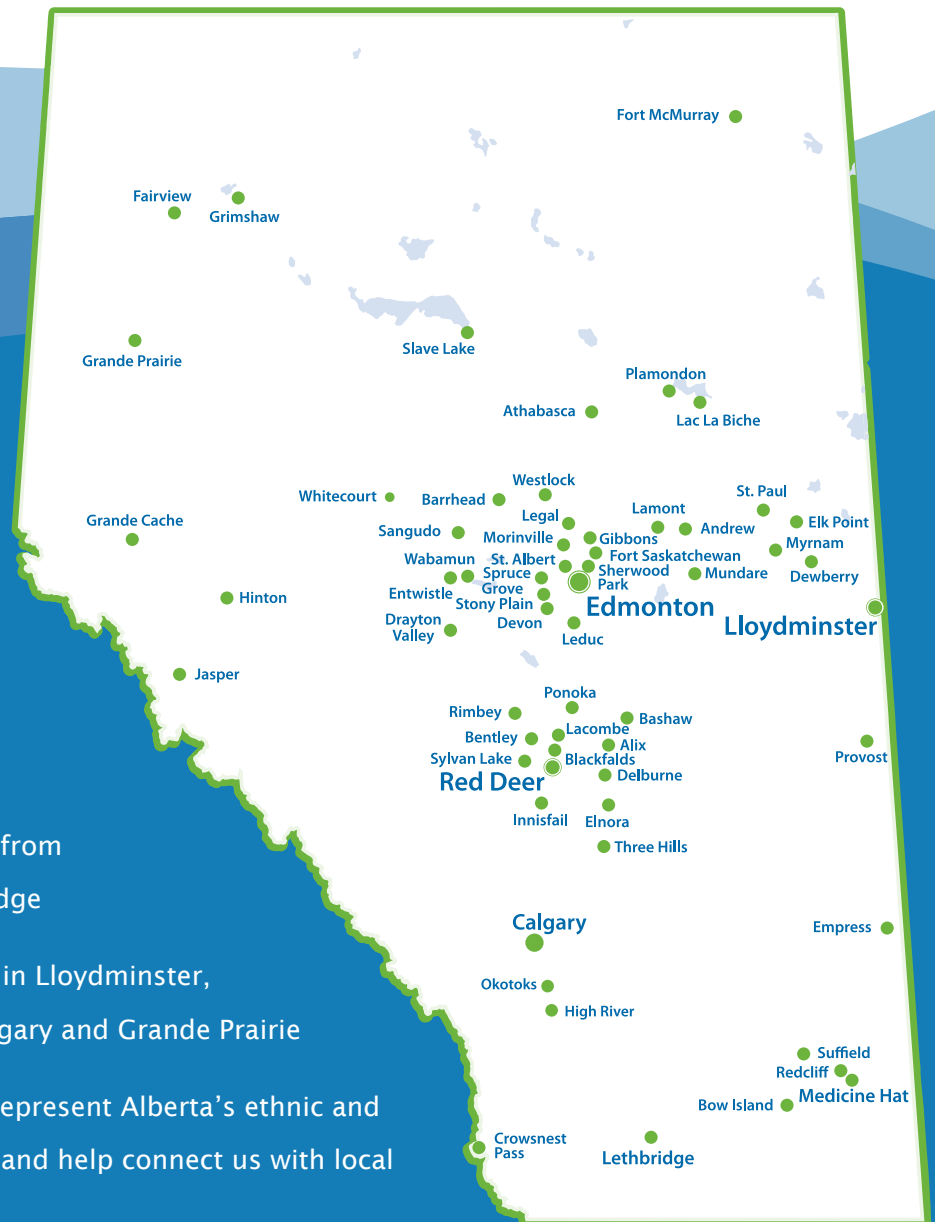 Fort McMurray
Fairview
Grimshaw
Grande Prairie
Slave Lake
Plamondon
Athabasca
Lac La Biche
Westlock
Whitecourt
Barrhead
St. Paul
Legal
Lamont
Elk Point
Grande Cache
Sangudo
Andrew
Morinville
Gibbons
Myrnam
Wabamun
St. Albert
Fort Saskatchewan
Spruce
Grove
Sherwood
Park
Mundare
Dewberry
Entwistle
Stony Plain
Edmonton
Hinton
Drayton
Valley
Devon
Lloydminster
Leduc
Jasper
Ponoka
Rimbey
Bashaw
Lacombe
Bentley
Alix
Sylvan Lake
Blackfalds
Provost
Red Deer
Delburne
Innisfail
Elnora
Three Hills
from
dge
Calgary
Empress
in Lloydminster,
Okotoks
High River
gary and Grande Prairie
Suffield
Redcliff
Medicine Hat
Bow Island
epresent Alberta's ethnic and
Crowsnest
Pass
Lethbridge
and help connect us with local